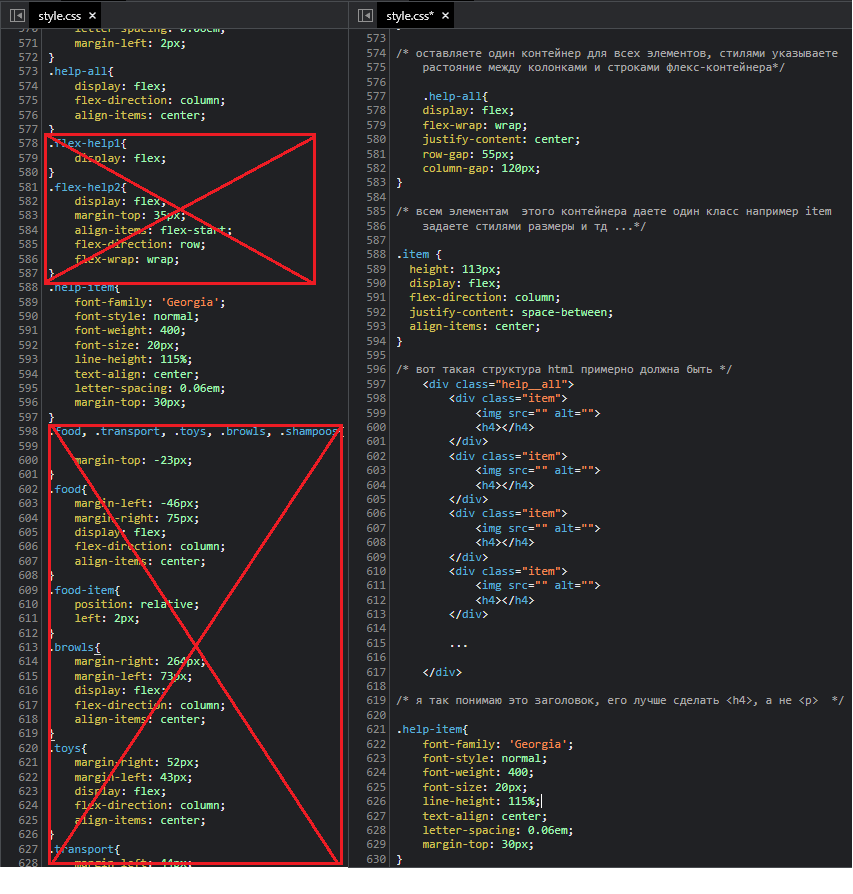 style.css ×
570 letter-spacing: 0.06em;
571 margin-left: 2px;
572 }
573 .help-all{
574 display: flex;
575 flex-direction: column;
576 align-items: center;
577 }
578 .flex-help1{
579 display: flex;
580 }
581 .flex-help2{
582 display: flex;
583 margin-top: 35px;
584 align-items: flex-start;
585 flex-direction: row;
586 flex-wrap: wrap;
587 }
588 .help-item{
589 font-family: 'Georgia';
590 font-style: normal;
591 font-weight: 400;
592 font-size: 20px;
593 line-height: 115%;
594 text-align: center;
595 letter-spacing: 0.06em;
596 margin-top: 30px;
597 }
598 .food, .transport, .toys, .browls, .shampoos{
599
600 margin-top: -23px;
601 }
602 .food{
603 margin-left: -46px;
604 margin-right: 75px;
605 display: flex;
606 flex-direction: column;
607 align-items: center;
608 }
609 .food-item{
610 position: relative;
611 left: 2px;
612 }
613 .browls{
614 margin-right: 264px;
615 margin-left: 73px;
616 display: flex;
617 flex-direction: column;
618 align-items: center;
619 }
620 .toys{
621 margin-right: 52px;
622 margin-left: 43px;
623 display: flex;
624 flex-direction: column;
625 align-items: center;
626 }
627 .transport{
628 margin-left: 44px;
style.css* ×
573
574 /* оставляете один контейнер для всех элементов, стилями указываете
575 растояние между колонками и строками флекс-контейнера*/
576
577 .help-all{
578 display: flex;
579 flex-wrap: wrap;
580 justify-content: center;
581 row-gap: 55px;
582 column-gap: 120px;
583 }
584
585 /* всем элементам этого контейнера даете один класс например item
586 задаете стилями размеры и тд ...*/
587
588 .item {
589 height: 113px;
590 display: flex;
591 flex-direction: column;
592 justify-content: space-between;
593 align-items: center;
594 }
595
596 /* вот такая структура html примерно должна быть */
597 <div class="help__all">
598 <div class="item">
599 <img src="" alt="">
600 <h4></h4>
601 </div>
602 <div class="item">
603 <img src="" alt="">
604 <h4></h4>
605 </div>
606 <div class="item">
607 <img src="" alt="">
608 <h4></h4>
609 </div>
610 <div class="item">
611 <img src="" alt="">
612 <h4></h4>
613 </div>
614
615 ...
616
617 </div>
618
619 /* я так понимаю это заголовок, его лучше сделать <h4>, а не <p> */
620
621 .help-item{
622 font-family: 'Georgia';
623 font-style: normal;
624 font-weight: 400;
625 font-size: 20px;
626 line-height: 115%;
627 text-align: center;
628 letter-spacing: 0.06em;
629 margin-top: 30px;
630 }